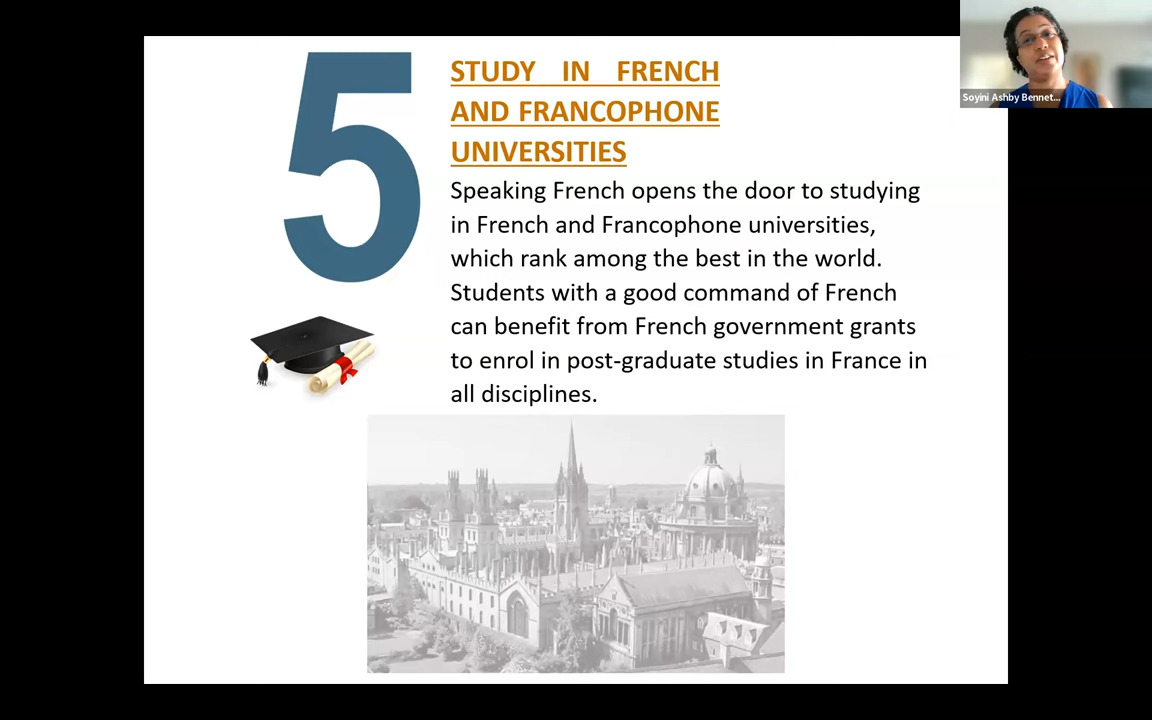 5
STUDY IN FRENCH
AND FRANCOPHONE
UNIVERSITIES
Speaking French opens the door to studying
in French and Francophone universities,
which rank among the best in the world.
Students with a good command of French
can benefit from French government grants
to enrol in post-graduate studies in France in
all disciplines.
Soyini Ashby Bennet...